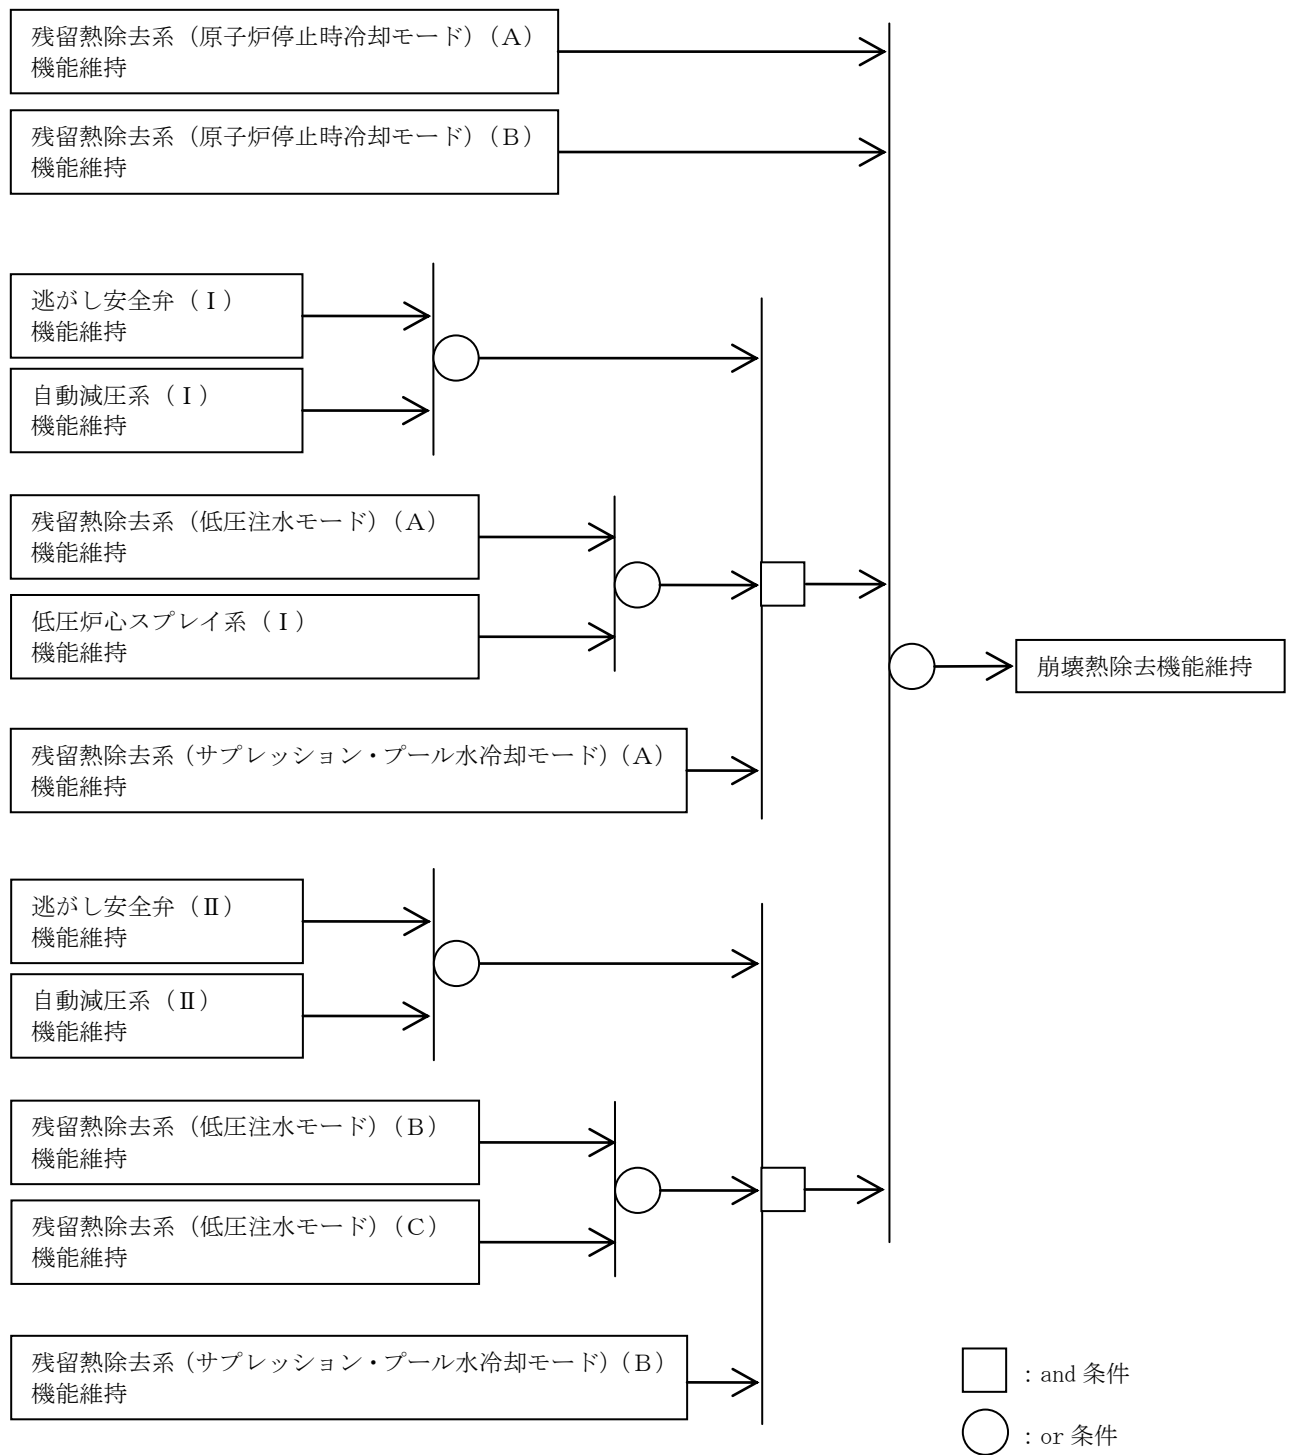 残留熱除去系（原子炉停止時冷却モード）（A）
機能維持
残留熱除去系（原子炉停止時冷却モード）（B）
機能維持
逃がし安全弁（Ⅰ）
機能維持
自動減圧系（Ⅰ）
機能維持
残留熱除去系（低圧注水モード）（A）
機能維持
低圧炉心スプレイ系（Ⅰ）
機能維持
残留熱除去系（サプレッション・プール水冷却モード）（A）
機能維持
崩壊熱除去機能維持
逃がし安全弁（Ⅱ）
機能維持
自動減圧系（Ⅱ）
機能維持
残留熱除去系（低圧注水モード）（B）
機能維持
残留熱除去系（低圧注水モード）（C）
機能維持
残留熱除去系（サプレッション・プール水冷却モード）（B）
機能維持
：and 条件
：or 条件